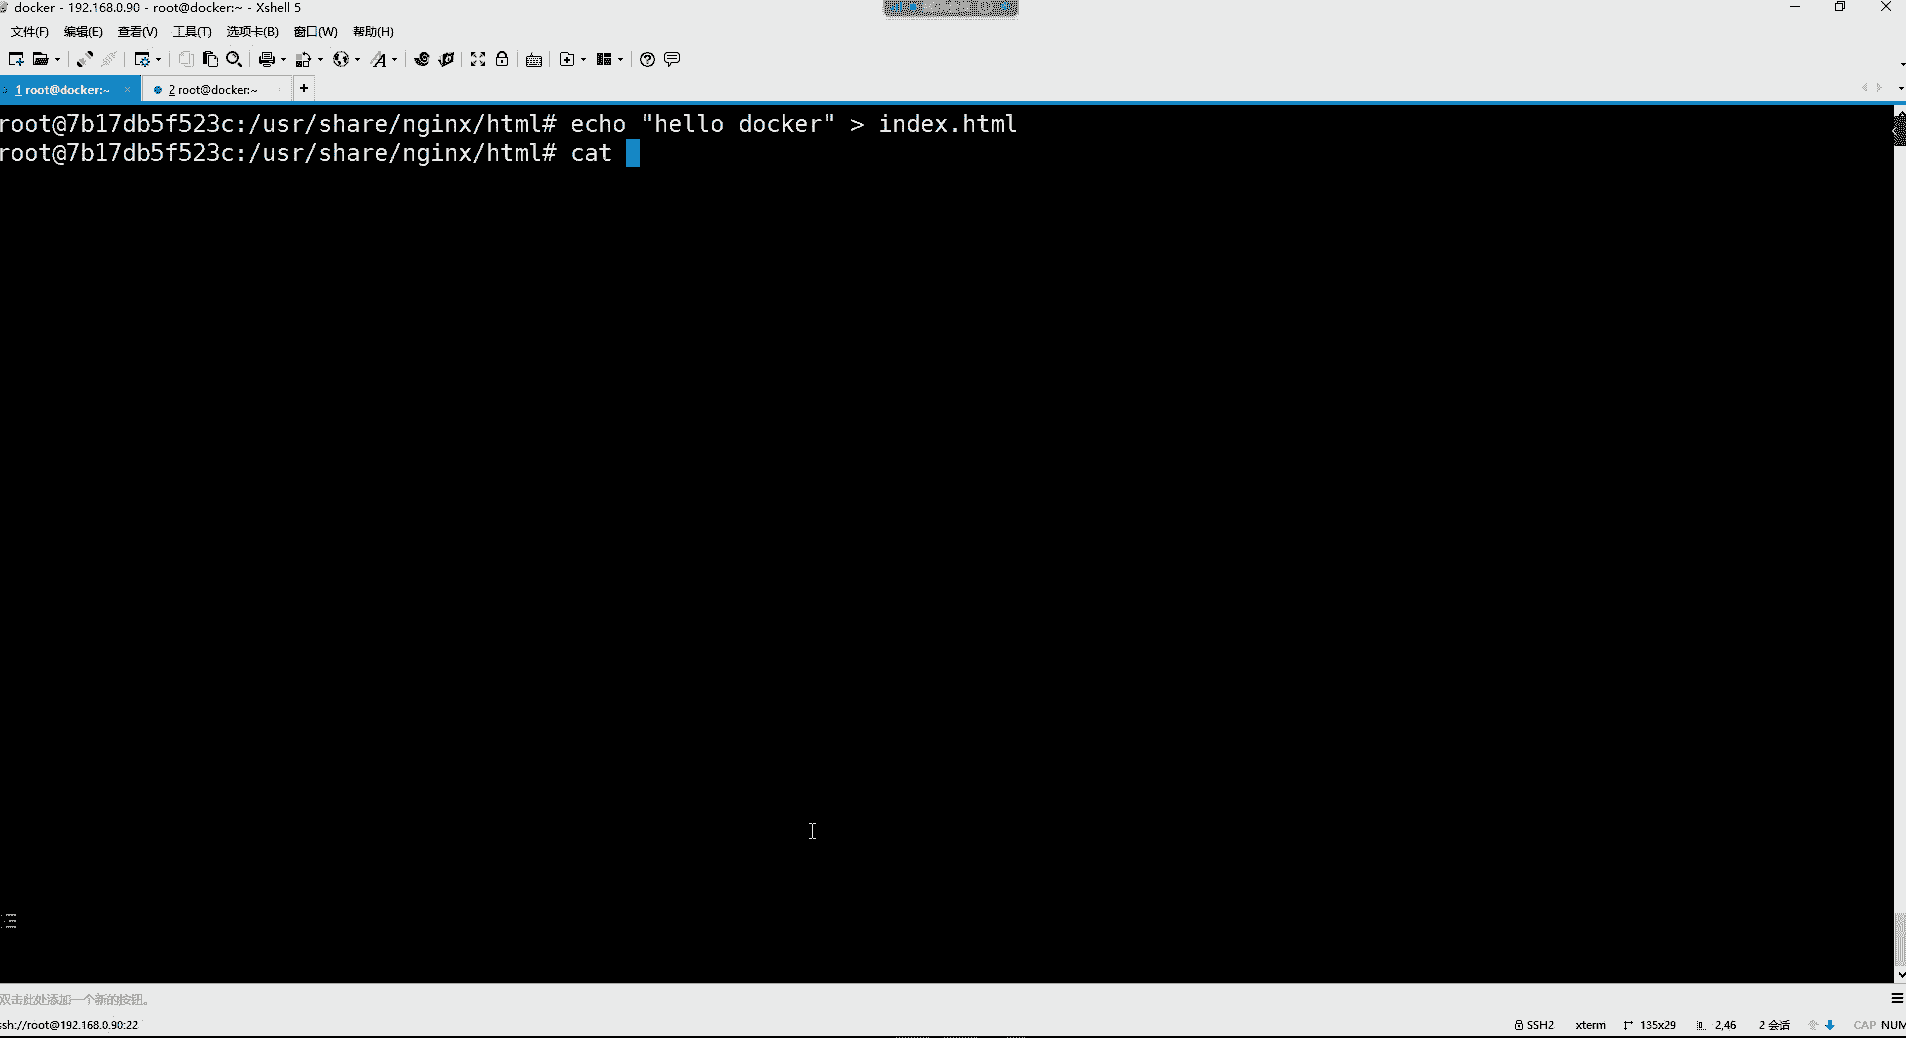 docker - 192.168.0.90 - root@docker:~ - Xshell 5
文件(F) 编辑(E) 查看(V) 工具(T) 选项卡(B) 窗口(W) 帮助(H)
1 root@docker:~ × 2 root@docker:~ +
root@7b17db5f523c:/usr/share/nginx/html# echo "hello docker" > index.html
root@7b17db5f523c:/usr/share/nginx/html# cat
双击此处添加一个新的按钮。
ssh://root@192.168.0.90:22 SSH2 xterm 135x29 2,46 2 会话 CAP NUM